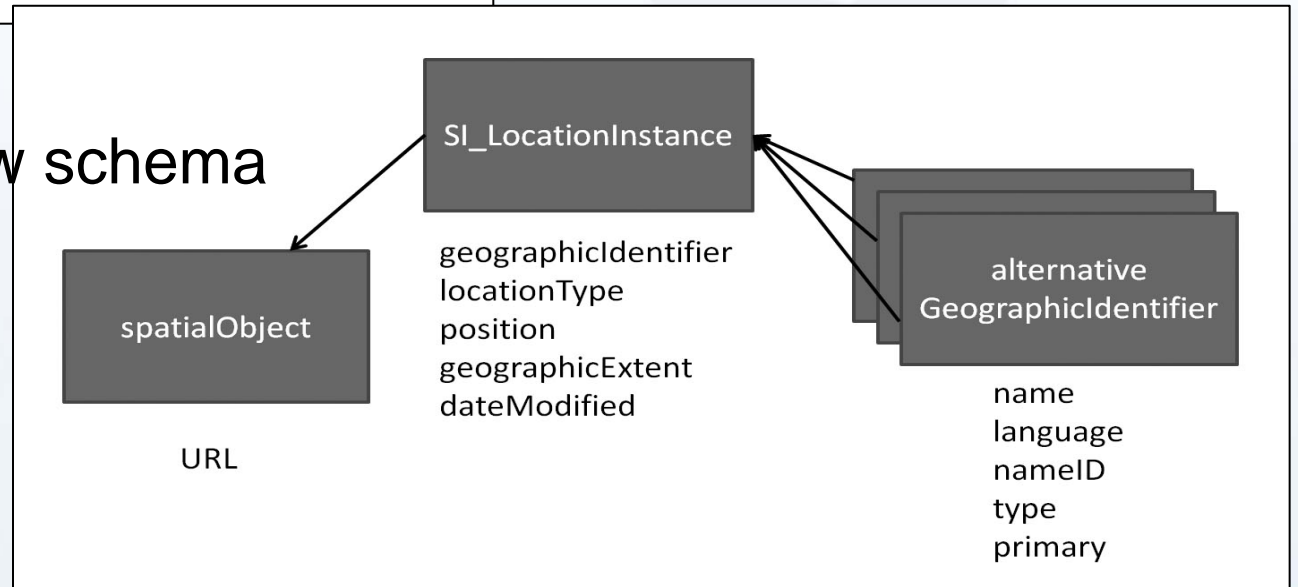 w schema
SI_LocationInstance
geographicIdentifier
locationType
position
geographicExtent
dateModified
spatialObject
URL
alternative
GeographicIdentifier
name
language
nameID
type
primary